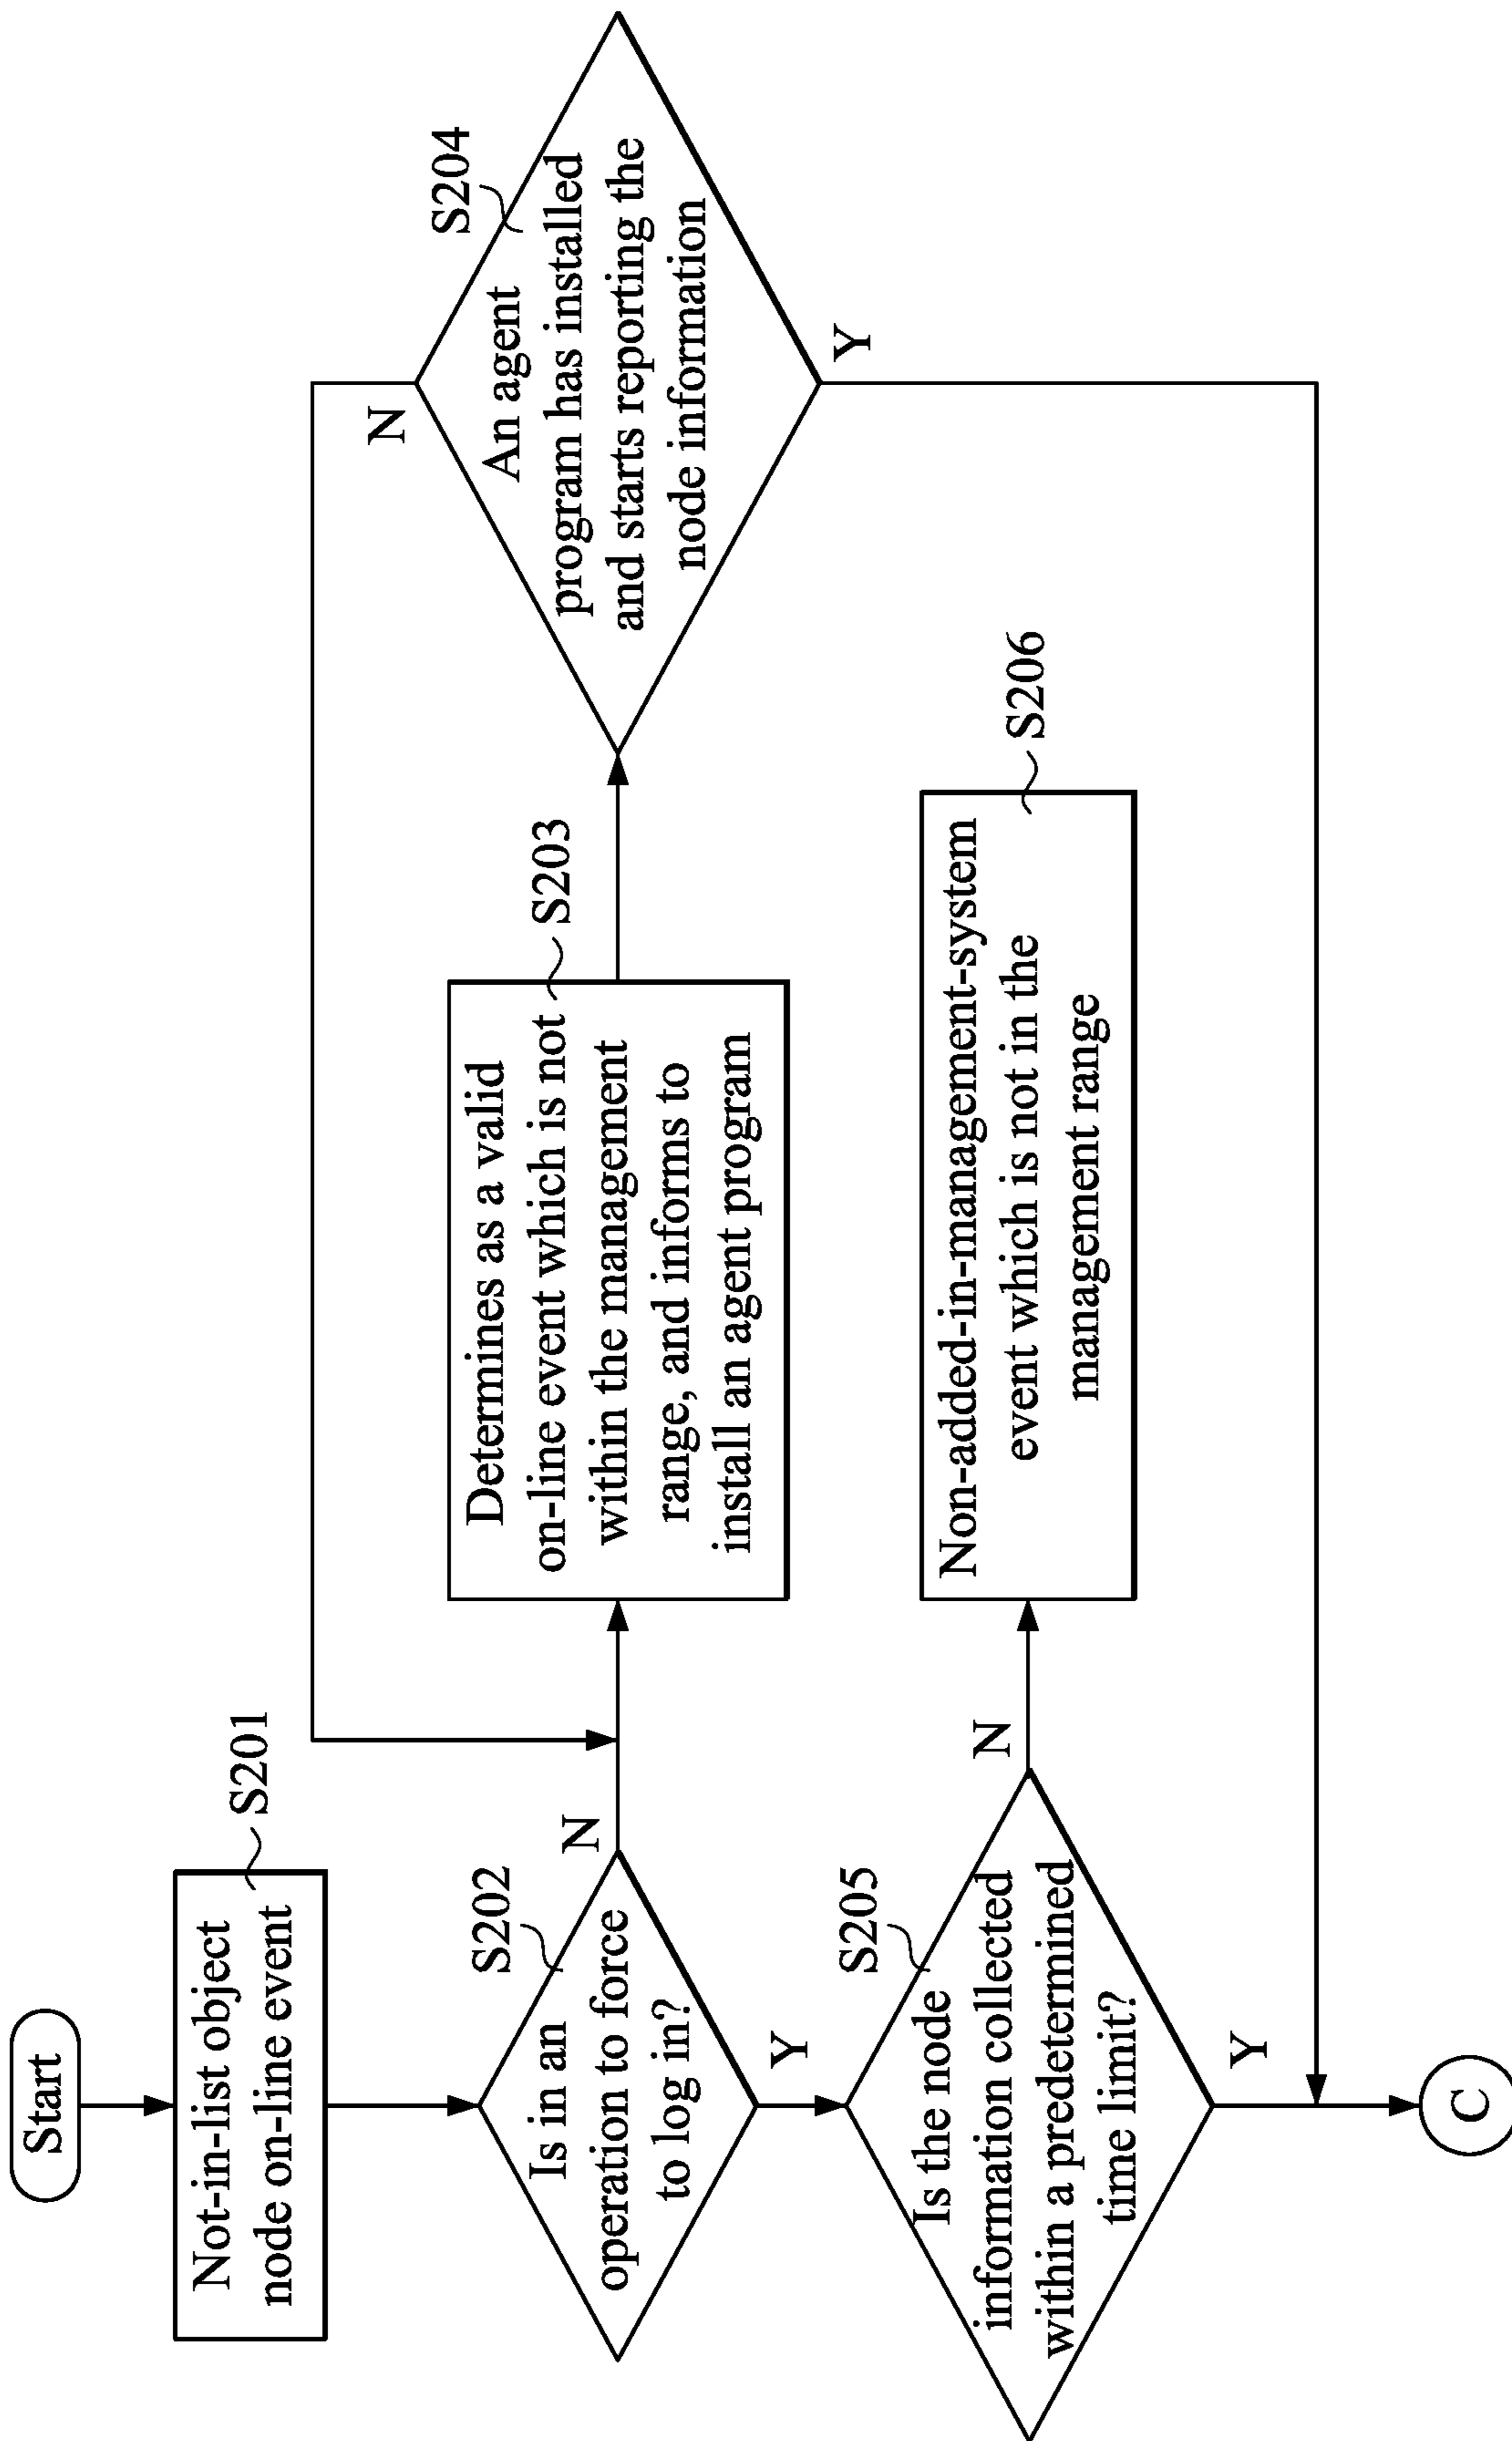 Start
Not-in-list object
node on-line event
S201
Is in an
operation to force
to log in?
S202
N
Y
Determines as a valid
on-line event which is not
within the management
range, and informs to
install an agent program
S203
An agent
program has installed
and starts reporting the
node information
S204
N
Y
Is the node
information collected
within a predetermined
time limit?
S205
N
Y
Non-added-in-management-system
event which is not in the
management range
S206
C